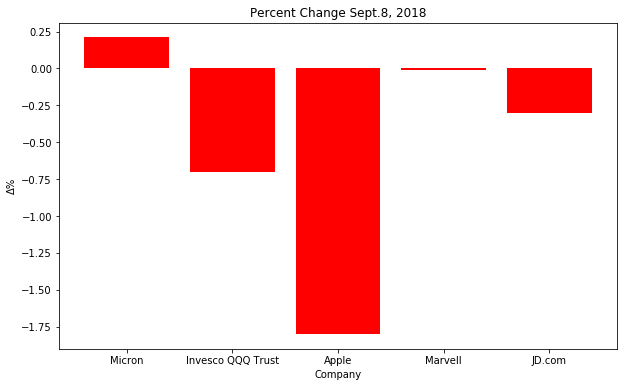 Percent Change Sept.8, 2018
0.25
0.00
−0.25
−0.50
−0.75
−1.00
−1.25
−1.50
−1.75
Δ%
Micron Invesco QQQ Trust Apple Marvell JD.com
Company